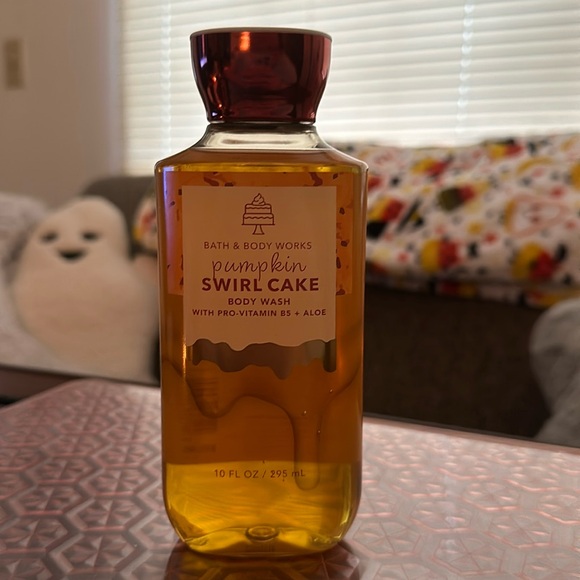 BATH & BODY WORKS
pumpkin
SWIRL CAKE
BODY WASH
WITH PRO-VITAMIN B5 + ALOE
10 FL OZ / 295 mL